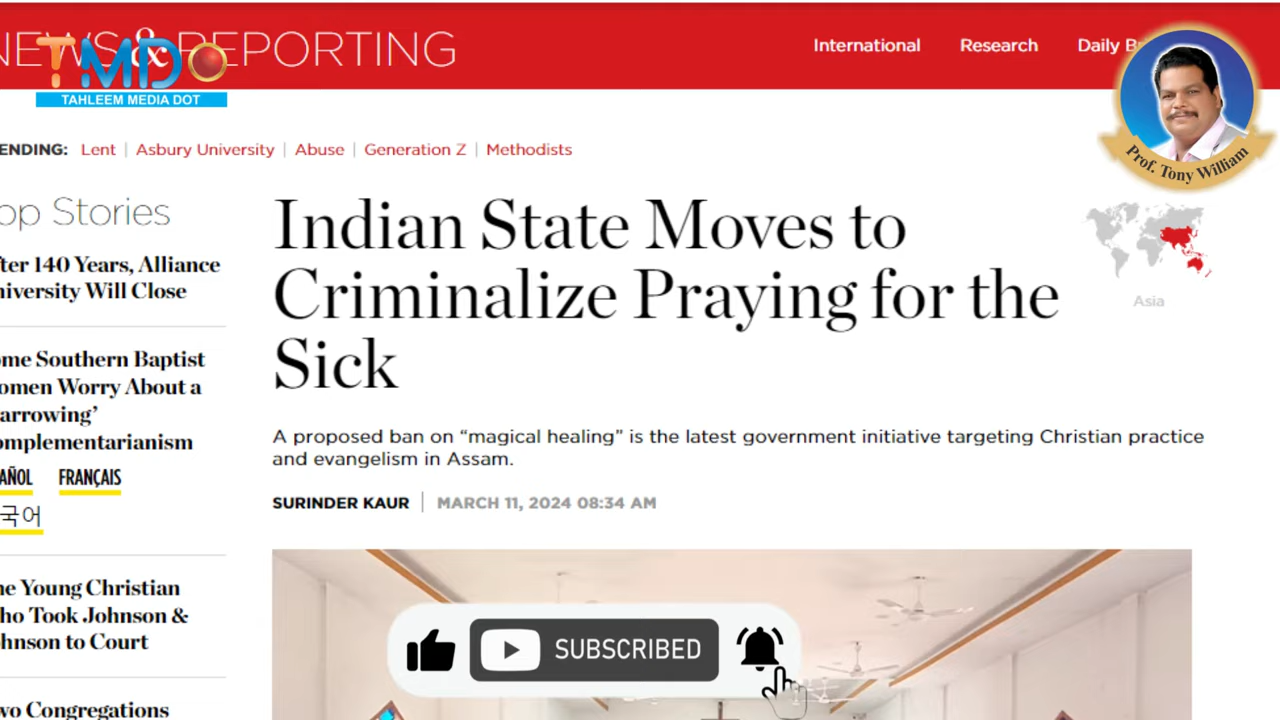 NEWS & REPORTING
TMD
TAHLEEM MEDIA DOT
International Research Daily
Prof. Tony William
ENDING: Lent | Asbury University | Abuse | Generation Z | Methodists
op Stories
fter 140 Years, Alliance
niversity Will Close
ome Southern Baptist
omen Worry About a
arrowing’
omplementarianism
AÑOL FRANÇAIS
국어
he Young Christian
ho Took Johnson &
ohnson to Court
wo Congregations
Indian State Moves to
Criminalize Praying for the
Sick
Asia
A proposed ban on “magical healing” is the latest government initiative targeting Christian practice
and evangelism in Assam.
SURINDER KAUR | MARCH 11, 2024 08:34 AM
SUBSCRIBED